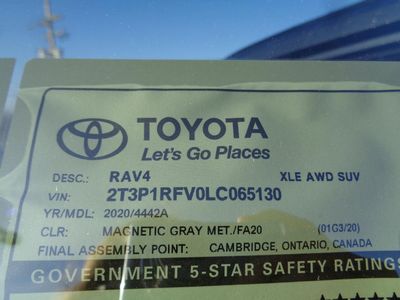 TOYOTA
Let's Go Places
DESC.: RAV4 XLE AWD SUV
VIN: 2T3P1RFV0LC065130
YR/MDL: 2020/4442A
CLR: MAGNETIC GRAY MET./FA20 (01G3/20)
FINAL ASSEMBLY POINT: CAMBRIDGE, ONTARIO, CANADA
GOVERNMENT 5-STAR SAFETY RATINGS